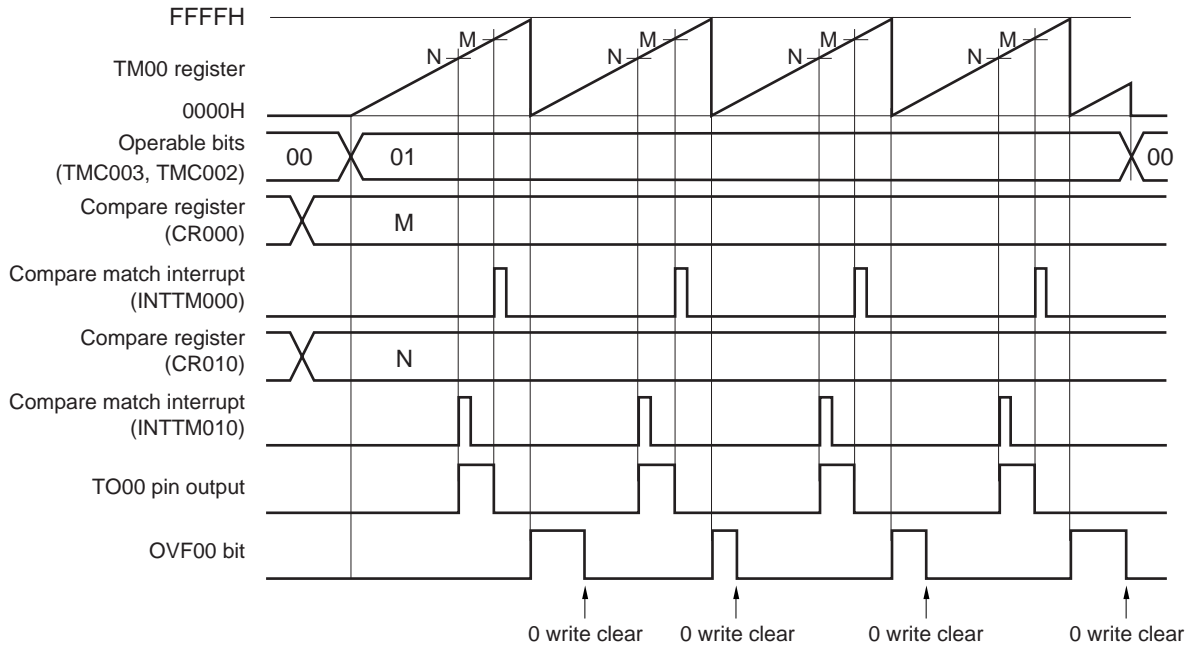 FFFFH
TM00 register
N M N M N M N M
0000H
Operable bits
(TMC003, TMC002)
00 01 00
Compare register
(CR000)
M
Compare match interrupt
(INTTM000)
Compare register
(CR010)
N
Compare match interrupt
(INTTM010)
TO00 pin output
OVF00 bit
0 write clear 0 write clear 0 write clear 0 write clear